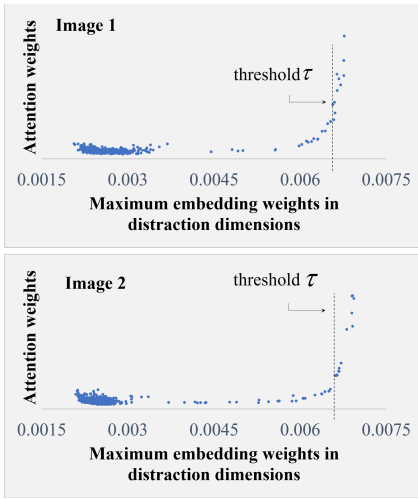 Image 1
Attention weights
threshold τ
0.0015 0.003 0.0045 0.006 0.0075
Maximum embedding weights in
distraction dimensions
Image 2
Attention weights
threshold τ
0.0015 0.003 0.0045 0.006 0.0075
Maximum embedding weights in
distraction dimensions